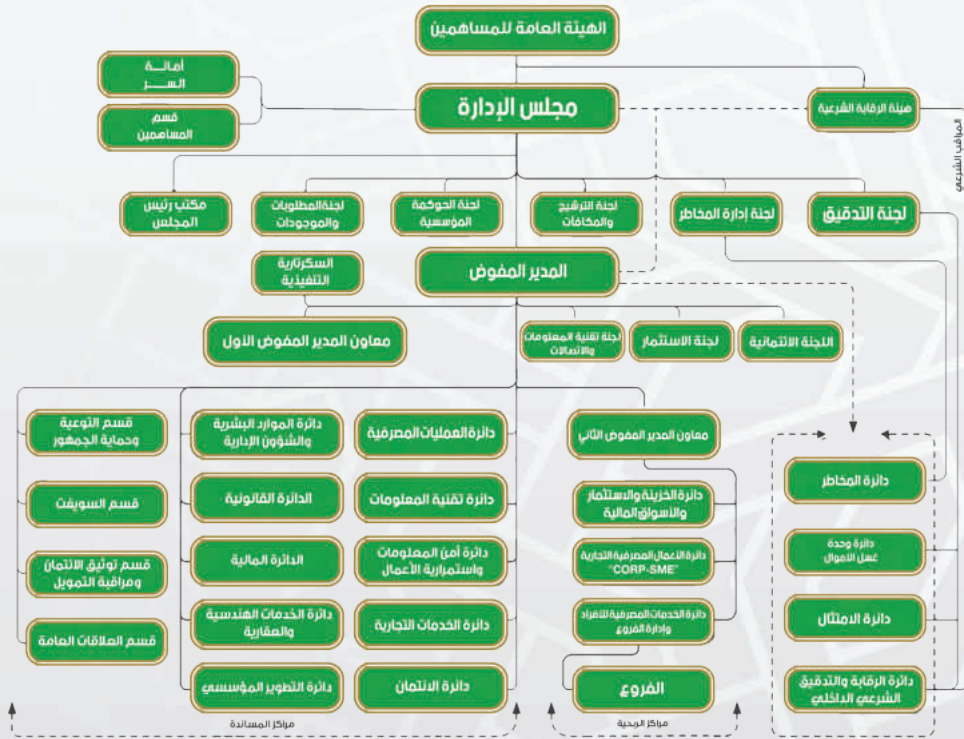 الهيئة العامة للمساهمين
أمانــة
الســـر
مجلس الإدارة
هيئة الرقابة الشرعية
قسم
المساهمين
المراقب الشرعي
مكتب رئيس
المجلس
لجنة المطلوبات
والموجودات
لجنة الحوكمة
المؤسسية
لجنة الترشيح
والمكافات
لجنة إدارة المخاطر
لجنة التدقيق
السكرتارية
التنفيذية
المدير المفوض
معاون المدير المفوض الأول
لجنة تقنية المعلومات
والاتصالات
لجنة الاستثمار
اللجنة الائتمانية
قسم التوعية
وحماية الجمهور
دائرة الموارد البشرية
والشؤون الإدارية
دائرة العمليات المصرفية
معاون المدير المفوض الثاني
دائرة المخاطر
قسم السويفت
الدائرة القانونية
دائرة تقنية المعلومات
دائرة الخزينة والاستثمار
والأسواق المالية
دائرة وحدة
غسل الاموال
قسم توثيق الائتمان
ومراقبة التمويل
الدائرة المالية
دائرة أمن المعلومات
واستمرارية الأعمال
دائرة الأعمال المصرفية التجارية
"CORP-SME"
دائرة الامتثال
قسم العلاقات العامة
دائرة الخدمات الهندسية
والعقارية
دائرة الخدمات التجارية
دائرة الخدمات المصرفية للأفراد
وإدارة الفروع
دائرة الرقابة والتدقيق
الشرعي الداخلي
دائرة التطوير المؤسسي
دائرة الائتمان
الفروع
مراكز المساندة
مراكز الربحية